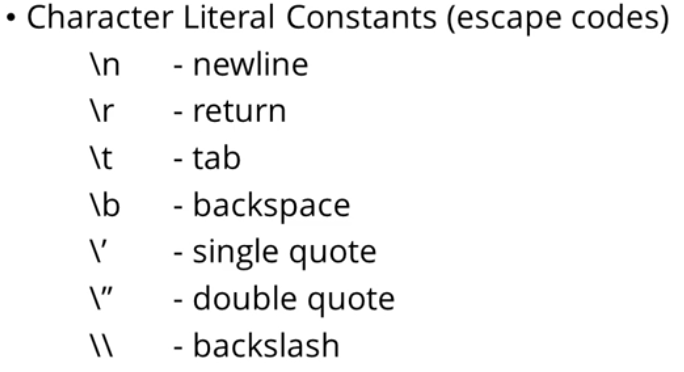 • Character Literal Constants (escape codes)
\n - newline
\r - return
\t - tab
\b - backspace
\’ - single quote
\” - double quote
\\ - backslash